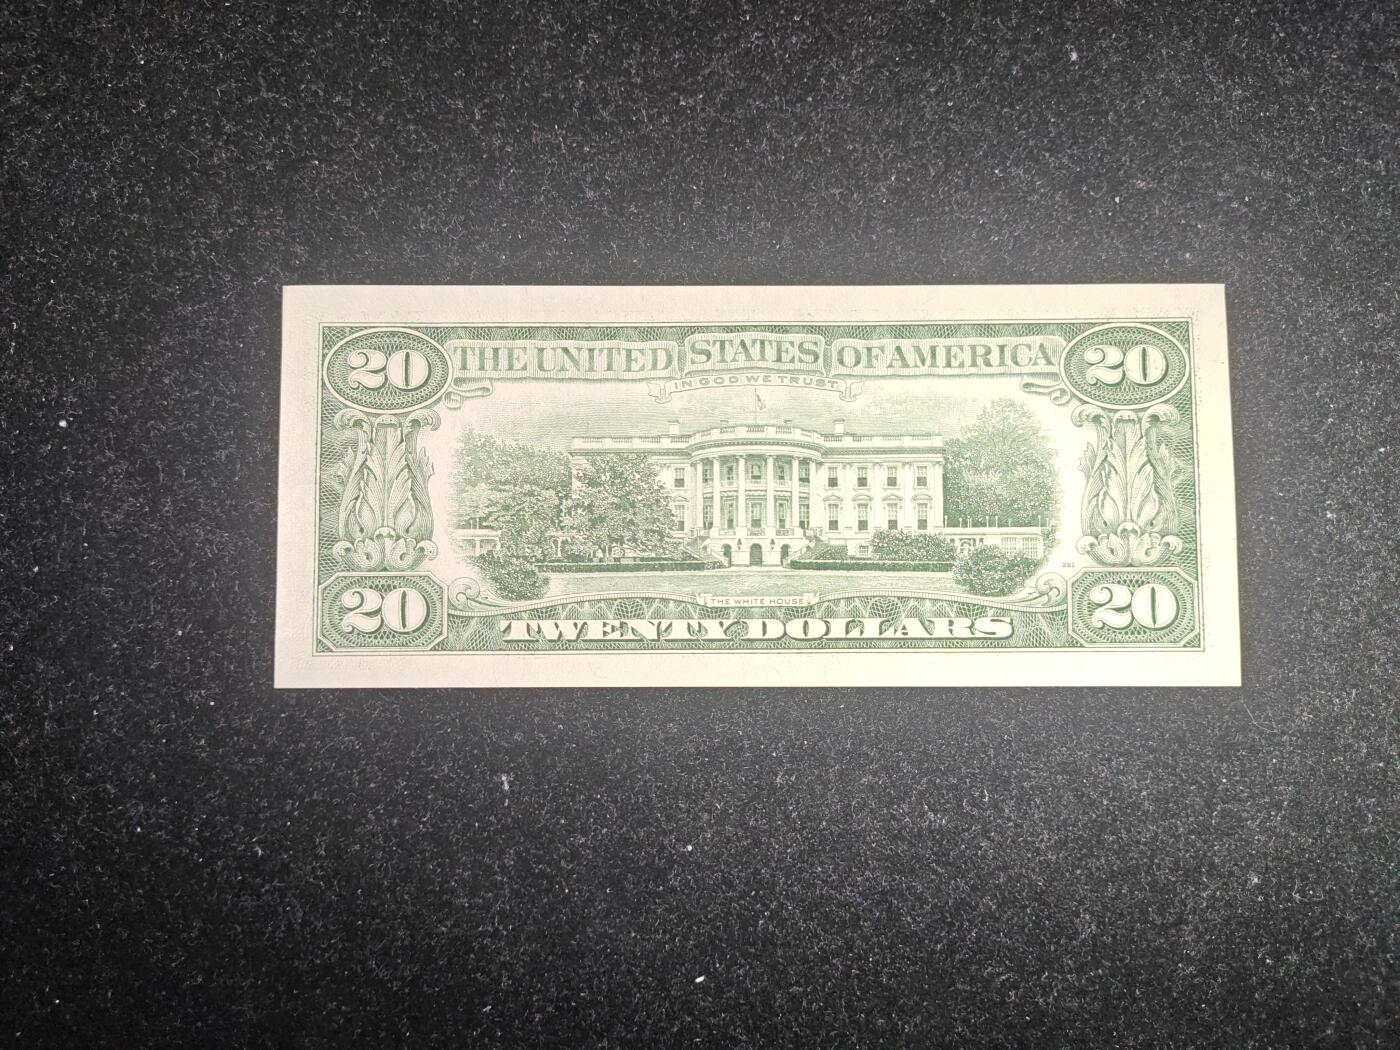 20 THE UNITED STATES OF AMERICA 20
IN GOD WE TRUST
261
THE WHITE HOUSE
20 TWENTY DOLLARS 20